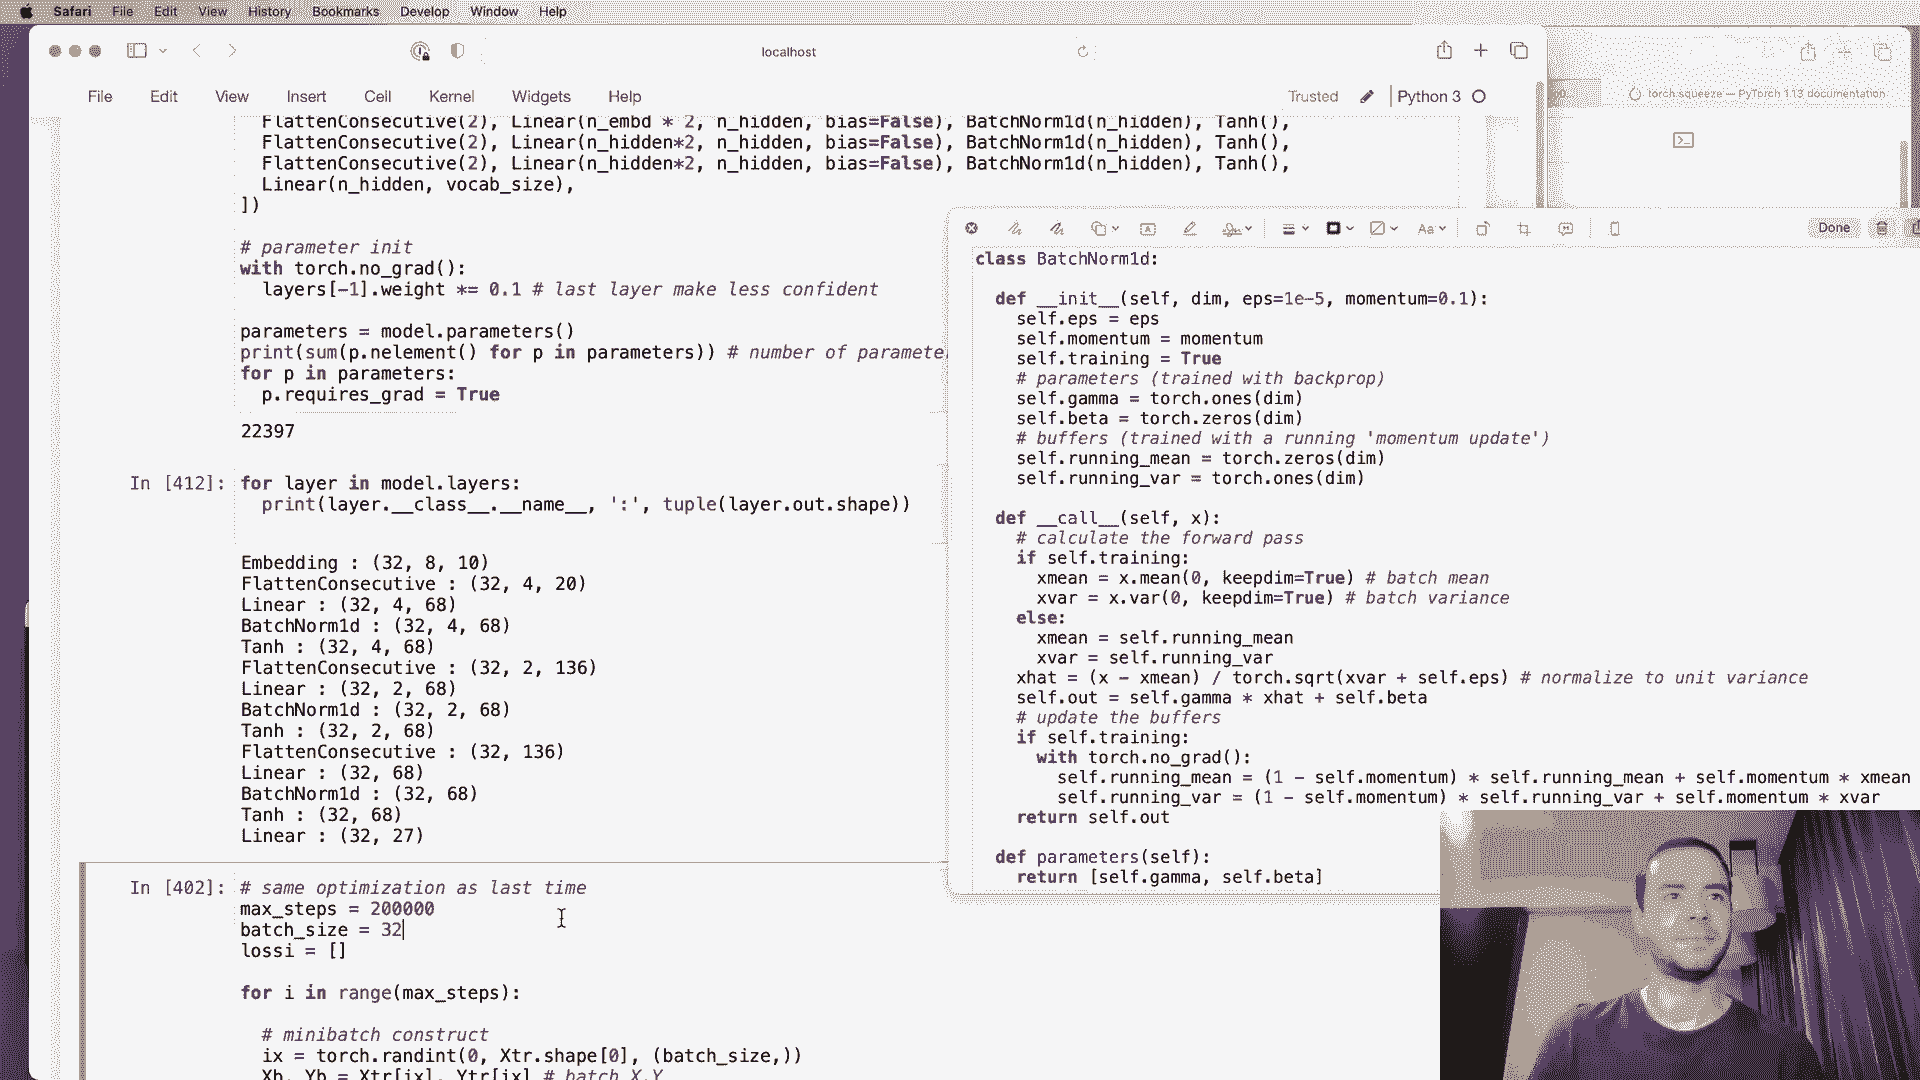 Safari File Edit View History Bookmarks Develop Window Help
localhost
File Edit View Insert Cell Kernel Widgets Help Trusted Python 3
torch.squeeze — PyTorch 1.13 documentation
FlattenConsecutive(2), Linear(n_embd * 2, n_hidden, bias=False), BatchNorm1d(n_hidden), Tanh(),
FlattenConsecutive(2), Linear(n_hidden*2, n_hidden, bias=False), BatchNorm1d(n_hidden), Tanh(),
FlattenConsecutive(2), Linear(n_hidden*2, n_hidden, bias=False), BatchNorm1d(n_hidden), Tanh(),
Linear(n_hidden, vocab_size),
])
# parameter init
with torch.no_grad():
layers[-1].weight *= 0.1 # last layer make less confident
parameters = model.parameters()
print(sum(p.nelement() for p in parameters)) # number of paramete
for p in parameters:
p.requires_grad = True
22397
In [412]: for layer in model.layers:
print(layer.__class__.__name__, ':', tuple(layer.out.shape))
Embedding : (32, 8, 10)
FlattenConsecutive : (32, 4, 20)
Linear : (32, 4, 68)
BatchNorm1d : (32, 4, 68)
Tanh : (32, 4, 68)
FlattenConsecutive : (32, 2, 136)
Linear : (32, 2, 68)
BatchNorm1d : (32, 2, 68)
Tanh : (32, 2, 68)
FlattenConsecutive : (32, 136)
Linear : (32, 68)
BatchNorm1d : (32, 68)
Tanh : (32, 68)
Linear : (32, 27)
In [402]: # same optimization as last time
max_steps = 200000
batch_size = 32
lossi = []
for i in range(max_steps):
# minibatch construct
ix = torch.randint(0, Xtr.shape[0], (batch_size,))
Xb, Yb = Xtr[ix], Ytr[ix] # batch X,Y
Aa Done
class BatchNorm1d:
def __init__(self, dim, eps=1e-5, momentum=0.1):
self.eps = eps
self.momentum = momentum
self.training = True
# parameters (trained with backprop)
self.gamma = torch.ones(dim)
self.beta = torch.zeros(dim)
# buffers (trained with a running 'momentum update')
self.running_mean = torch.zeros(dim)
self.running_var = torch.ones(dim)
def __call__(self, x):
# calculate the forward pass
if self.training:
xmean = x.mean(0, keepdim=True) # batch mean
xvar = x.var(0, keepdim=True) # batch variance
else:
xmean = self.running_mean
xvar = self.running_var
xhat = (x - xmean) / torch.sqrt(xvar + self.eps) # normalize to unit variance
self.out = self.gamma * xhat + self.beta
# update the buffers
if self.training:
with torch.no_grad():
self.running_mean = (1 - self.momentum) * self.running_mean + self.momentum * xmean
self.running_var = (1 - self.momentum) * self.running_var + self.momentum * xvar
return self.out
def parameters(self):
return [self.gamma, self.beta]